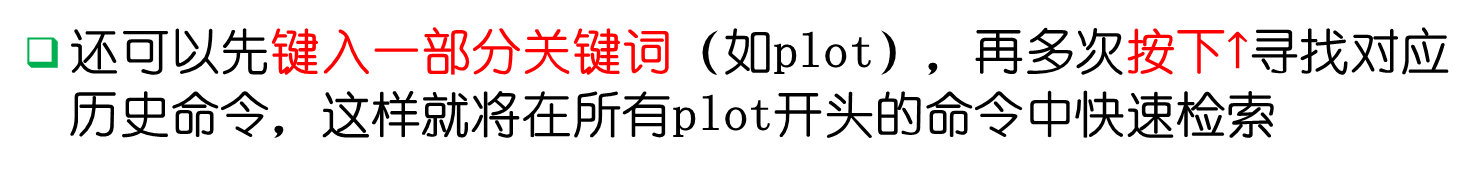 还可以先键入一部分关键词（如plot），再多次按下↑寻找对应
历史命令，这样就将在所有plot开头的命令中快速检索